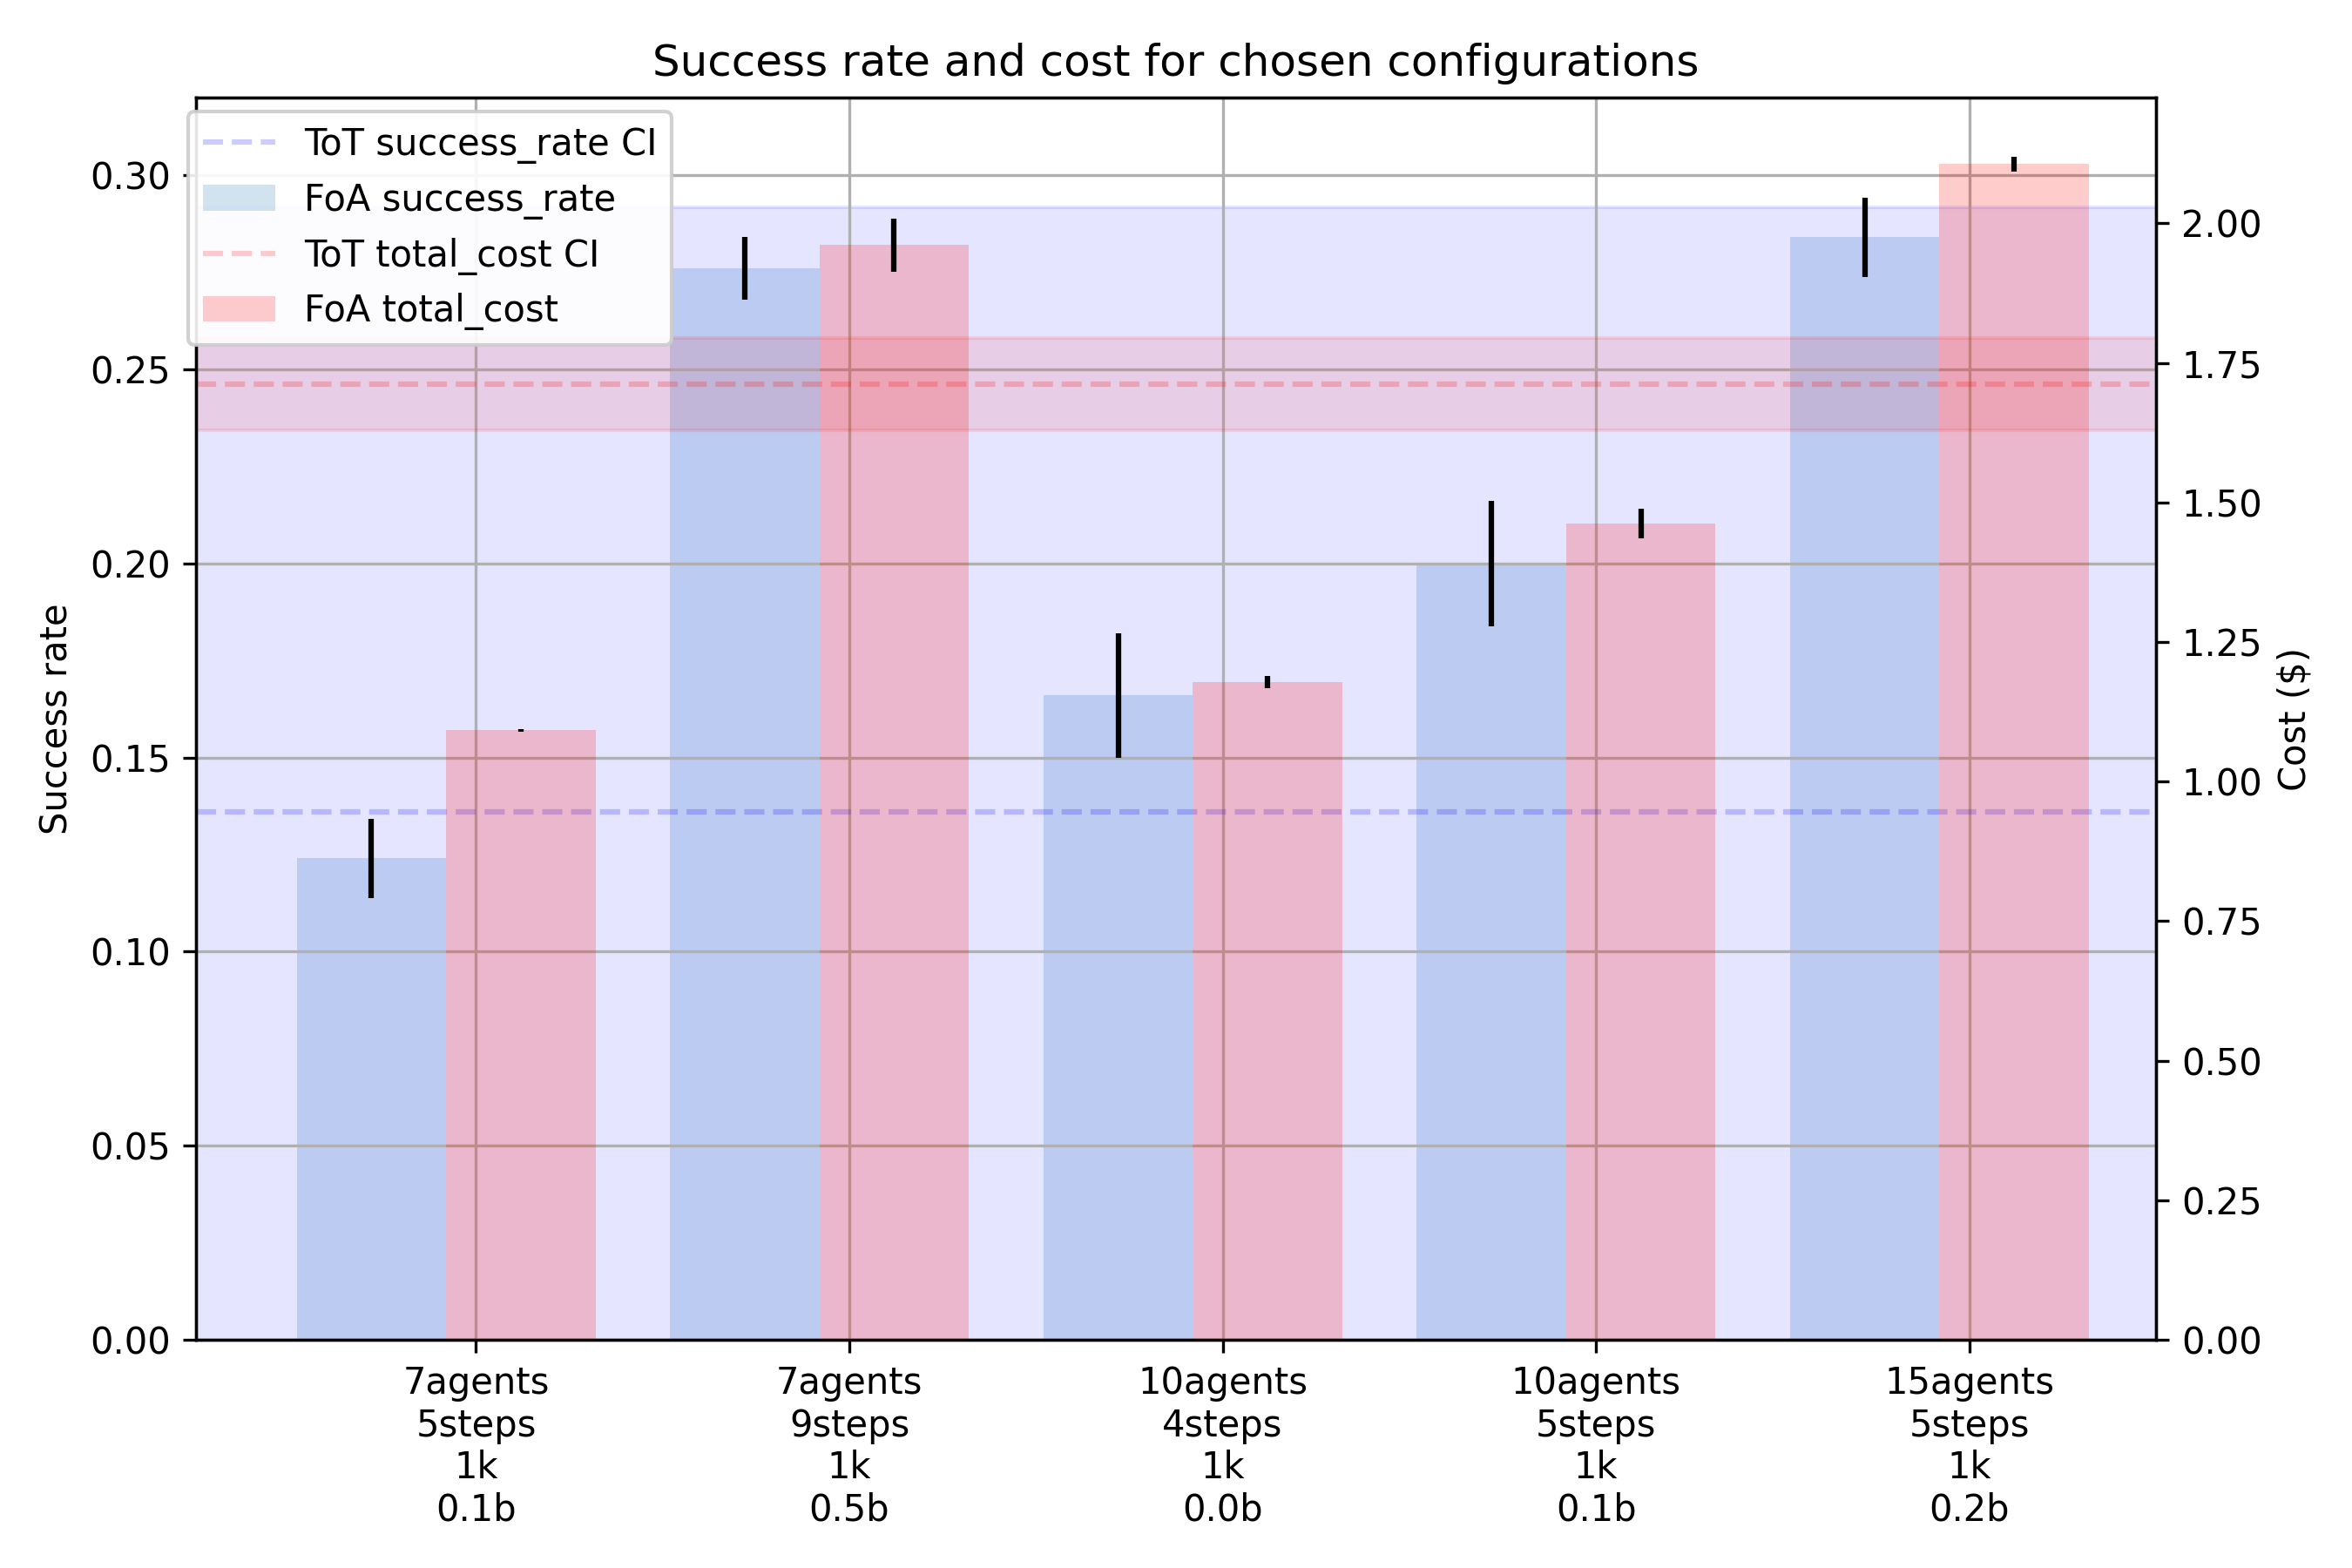 Success rate and cost for chosen configurations
ToT success_rate CI
FoA success_rate
ToT total_cost CI
FoA total_cost
Success rate
0.30
0.25
0.20
0.15
0.10
0.05
0.00
2.00
1.75
1.50
1.25
1.00
0.75
0.50
0.25
0.00
Cost ($)
7agents
5steps
1k
0.1b
7agents
9steps
1k
0.5b
10agents
4steps
1k
0.0b
10agents
5steps
1k
0.1b
15agents
5steps
1k
0.2b